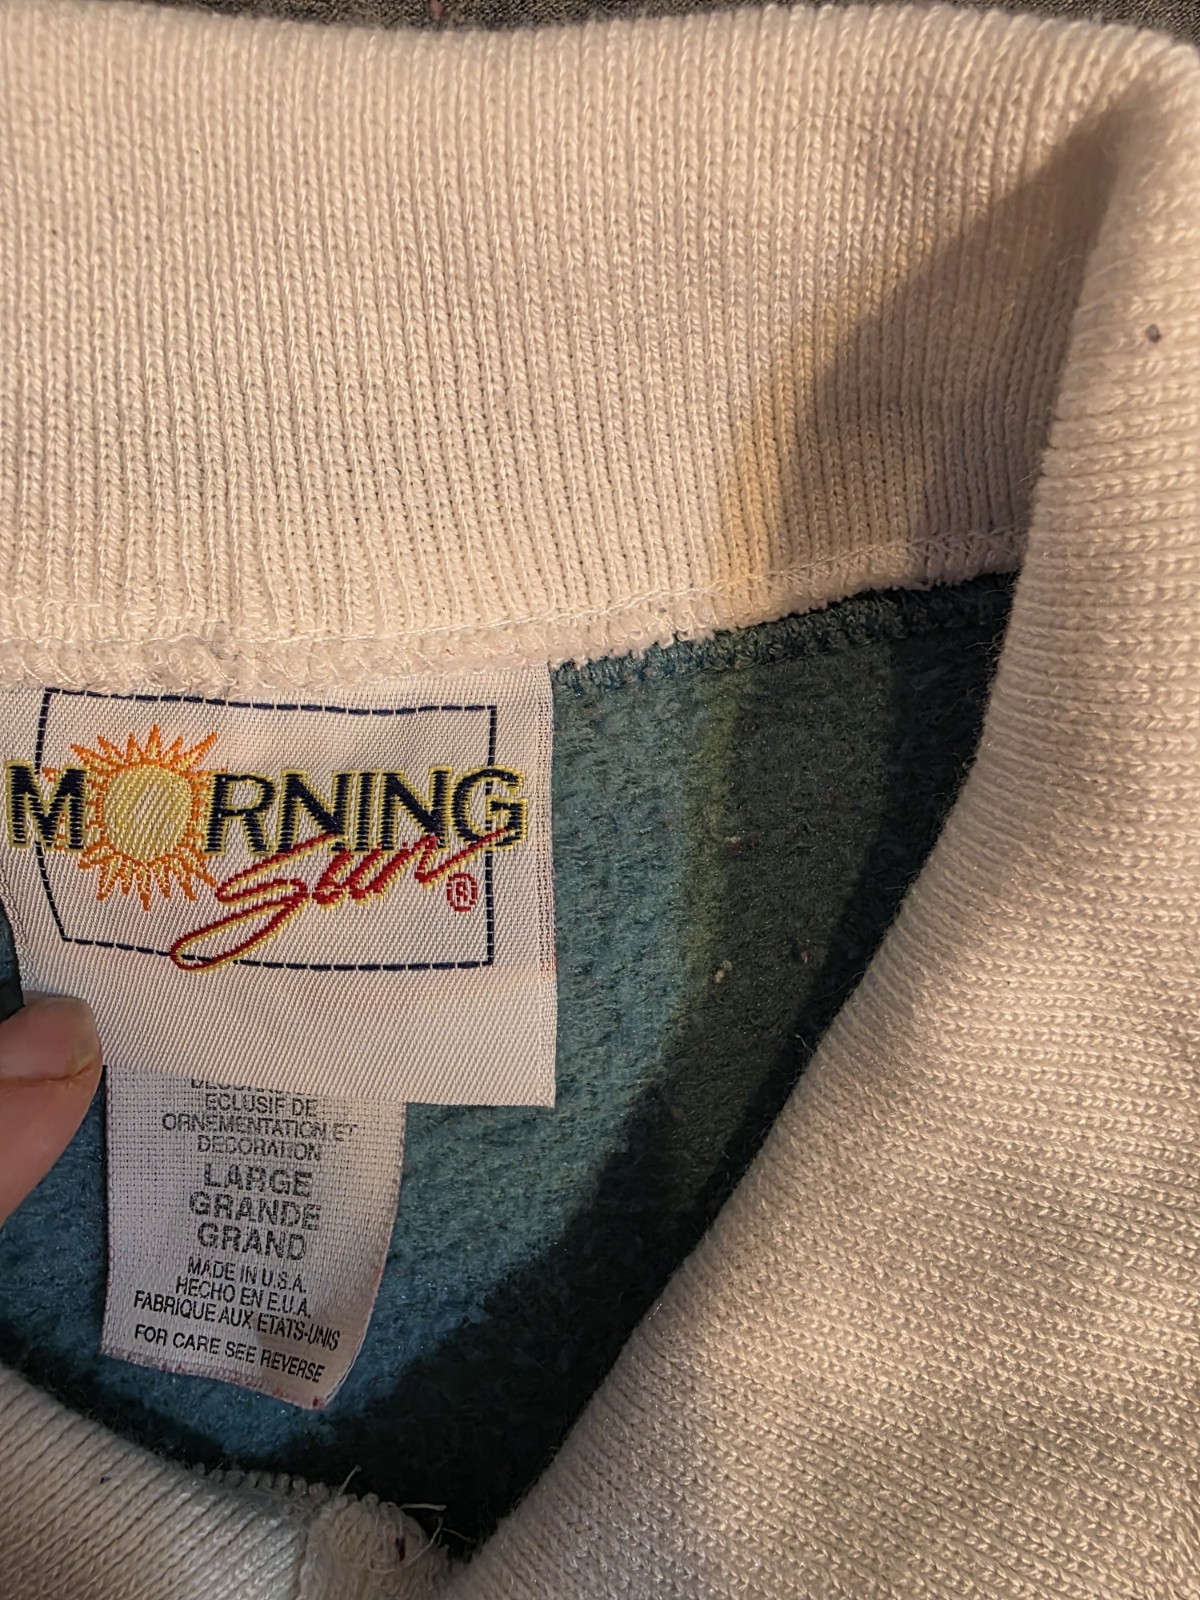 MORNING
Sun ®
ECLUSIF DE
ORNEMENTATION ET
DECORATION
LARGE
GRANDE
GRAND
MADE IN U.S.A.
HECHO EN E.U.A.
FABRIQUE AUX ETATS-UNIS
FOR CARE SEE REVERSE